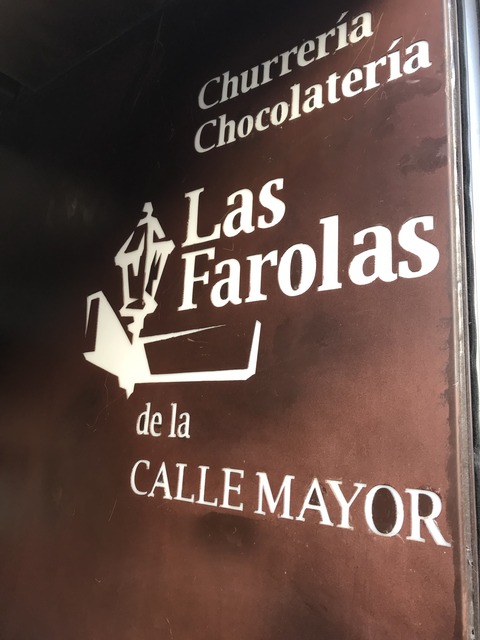 Churrería
Chocolatería
Las
Farolas
de la
CALLE MAYOR